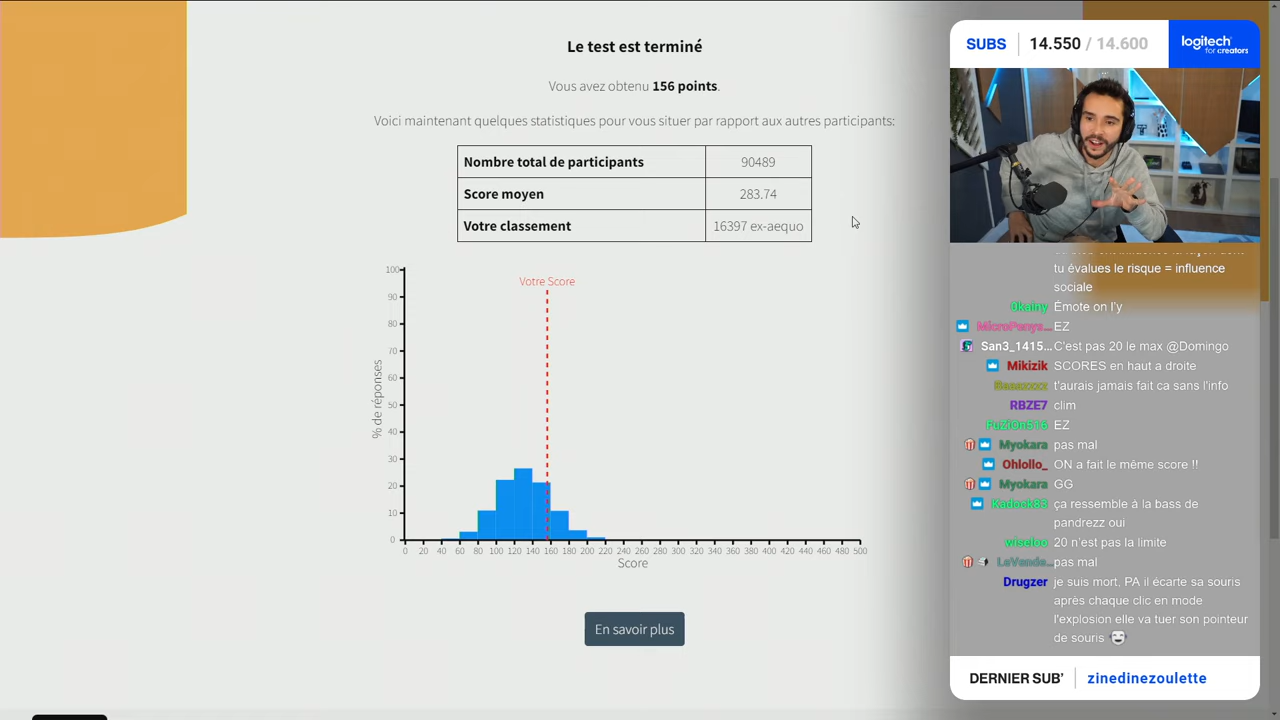 Le test est terminé
Vous avez obtenu 156 points.
Voici maintenant quelques statistiques pour vous situer par rapport aux autres participants:
Nombre total de participants 90489
Score moyen 283.74
Votre classement 16397 ex-aequo
Votre Score
100
90
80
70
60
50
40
30
20
10
0
% de réponses
0 20 40 60 80 100 120 140 160 180 200 220 240 260 280 300 320 340 360 380 400 420 440 460 480 500
Score
En savoir plus
SUBS 14.550 / 14.600 logitech
for creators
tu évalues le risque = influence
sociale
0kainy Émote on l'y
MicroPenys... EZ
San3_1415... C'est pas 20 le max @Domingo
Mikizik SCORES en haut a droite
t'aurais jamais fait ca sans l'info
RBZE7 clim
FuziOn616 EZ
Myokara pas mal
Ohlollo_ ON a fait le même score !!
Myokara GG
Kadook83 ça ressemble à la bass de
pandrezz oui
wiseloo 20 n'est pas la limite
LeVende... pas mal
Drugzer je suis mort, PA il écarte sa souris
après chaque clic en mode
l'explosion elle va tuer son pointeur
de souris
DERNIER SUB' zinedinezoulette